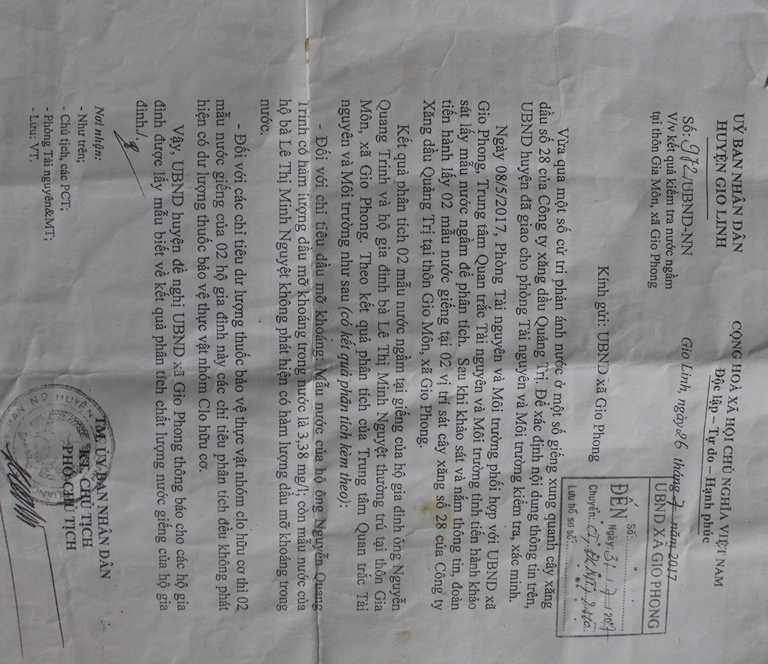 UỶ BAN NHÂN DÂN
HUYỆN GIO LINH
CỘNG HOÀ XÃ HỘI CHỦ NGHĨA VIỆT NAM
Độc lập – Tự do – Hạnh phúc
Số: 972/UBND-NN
V/v kết quả kiểm tra nước ngầm
tại thôn Gia Môn, xã Gio Phong
Gio Linh, ngày 26 tháng 7 năm 2017
UBND XÃ GIO PHONG
Số:
ĐẾN Ngày: 31-7-2017
Chuyển:
Lưu hồ sơ số:
Kính gửi: UBND xã Gio Phong
Vừa qua một số cử tri phản ánh nước ở một số giếng xung quanh cây xăng
dầu số 28 của Công ty xăng dầu Quảng Trị. Để xác định nội dung thông tin trên,
UBND huyện đã giao cho phòng Tài nguyên và Môi trường kiểm tra, xác minh.
Ngày 08/5/2017, Phòng Tài nguyên và Môi trường phối hợp với UBND xã
Gio Phong, Trung tâm Quan trắc Tài nguyên và Môi trường tỉnh tiến hành khảo
sát lấy mẫu nước ngầm để phân tích. Sau khi khảo sát và nắm thông tin, đoàn
tiến hành lấy 02 mẫu nước giếng tại 02 vị trí sát cây xăng số 28 của Công ty
Xăng dầu Quảng Trị tại thôn Gio Môn, xã Gio Phong.
Kết quả phân tích 02 mẫu nước ngầm tại giếng của hộ gia đình ông Nguyễn
Quang Trình và hộ gia đình bà Lê Thị Minh Nguyệt thường trú tại thôn Gia
Môn, xã Gio Phong. Theo kết quả phân tích của Trung tâm Quan trắc Tài
nguyên và Môi trường như sau (có kết quả phân tích kèm theo):
- Đối với chỉ tiêu dầu mỡ khoáng: Mẫu nước của hộ ông Nguyễn Quang
Trình có hàm lượng dầu mỡ khoáng trong nước là 3,38 mg/l; còn mẫu nước của
hộ bà Lê Thị Minh Nguyệt không phát hiện có hàm lượng dầu mỡ khoáng trong
nước.
- Đối với các chỉ tiêu dư lượng thuốc bảo vệ thực vật nhóm clo hữu cơ thì 02
mẫu nước giếng của 02 hộ gia đình này các chỉ tiêu phân tích đều không phát
hiện có dư lượng thuốc bảo vệ thực vật nhóm Clo hữu cơ.
Vậy, UBND huyện đề nghị UBND xã Gio Phong thông báo cho các hộ gia
đình được lấy mẫu biết về kết quả phân tích chất lượng nước giếng của hộ gia
đình./.
Nơi nhận:
- Như trên;
- Chủ tịch, các PCT;
- Phòng Tài nguyên&MT;
- Lưu: VT.
TM. ỦY BAN NHÂN DÂN
KT. CHỦ TỊCH
PHÓ CHỦ TỊCH